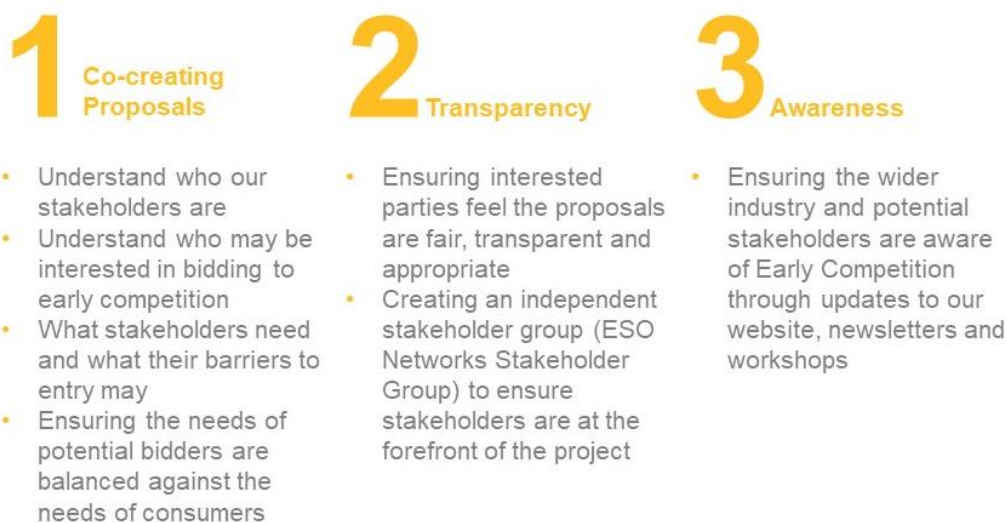 1 Co-creating
Proposals
• Understand who our
stakeholders are
• Understand who may be
interested in bidding to
early competition
• What stakeholders need
and what their barriers to
entry may
• Ensuring the needs of
potential bidders are
balanced against the
needs of consumers
2 Transparency
• Ensuring interested
parties feel the proposals
are fair, transparent and
appropriate
• Creating an independent
stakeholder group (ESO
Networks Stakeholder
Group) to ensure
stakeholders are at the
forefront of the project
3 Awareness
• Ensuring the wider
industry and potential
stakeholders are aware
of Early Competition
through updates to our
website, newsletters and
workshops